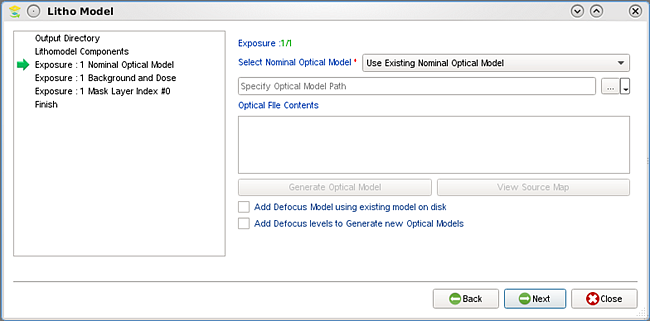 Litho Model
Output Directory
Lithomodel Components
Exposure : 1 Nominal Optical Model
Exposure : 1 Background and Dose
Exposure : 1 Mask Layer Index #0
Finish
Exposure :1/1
Select Nominal Optical Model * Use Existing Nominal Optical Model
Specify Optical Model Path ...
Optical File Contents
Generate Optical Model View Source Map
Add Defocus Model using existing model on disk
Add Defocus levels to Generate new Optical Models
Back Next Close